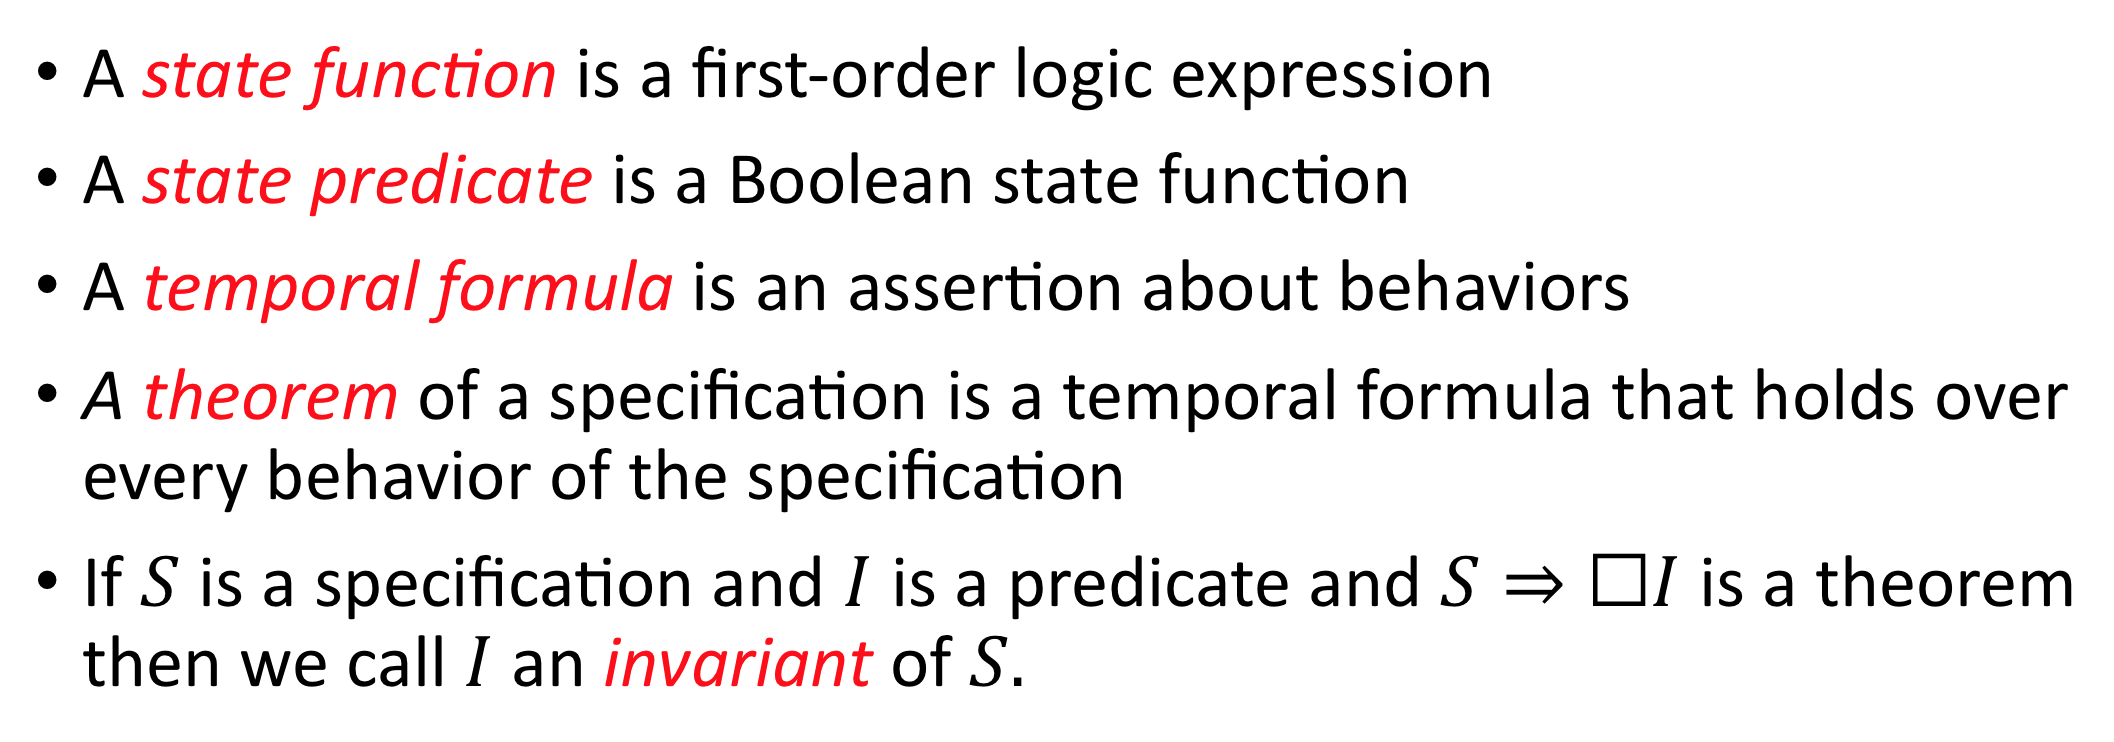 • A state function is a first-order logic expression
• A state predicate is a Boolean state function
• A temporal formula is an assertion about behaviors
• A theorem of a specification is a temporal formula that holds over
every behavior of the specification
• If S is a specification and I is a predicate and S ⇒ □I is a theorem
then we call I an invariant of S.